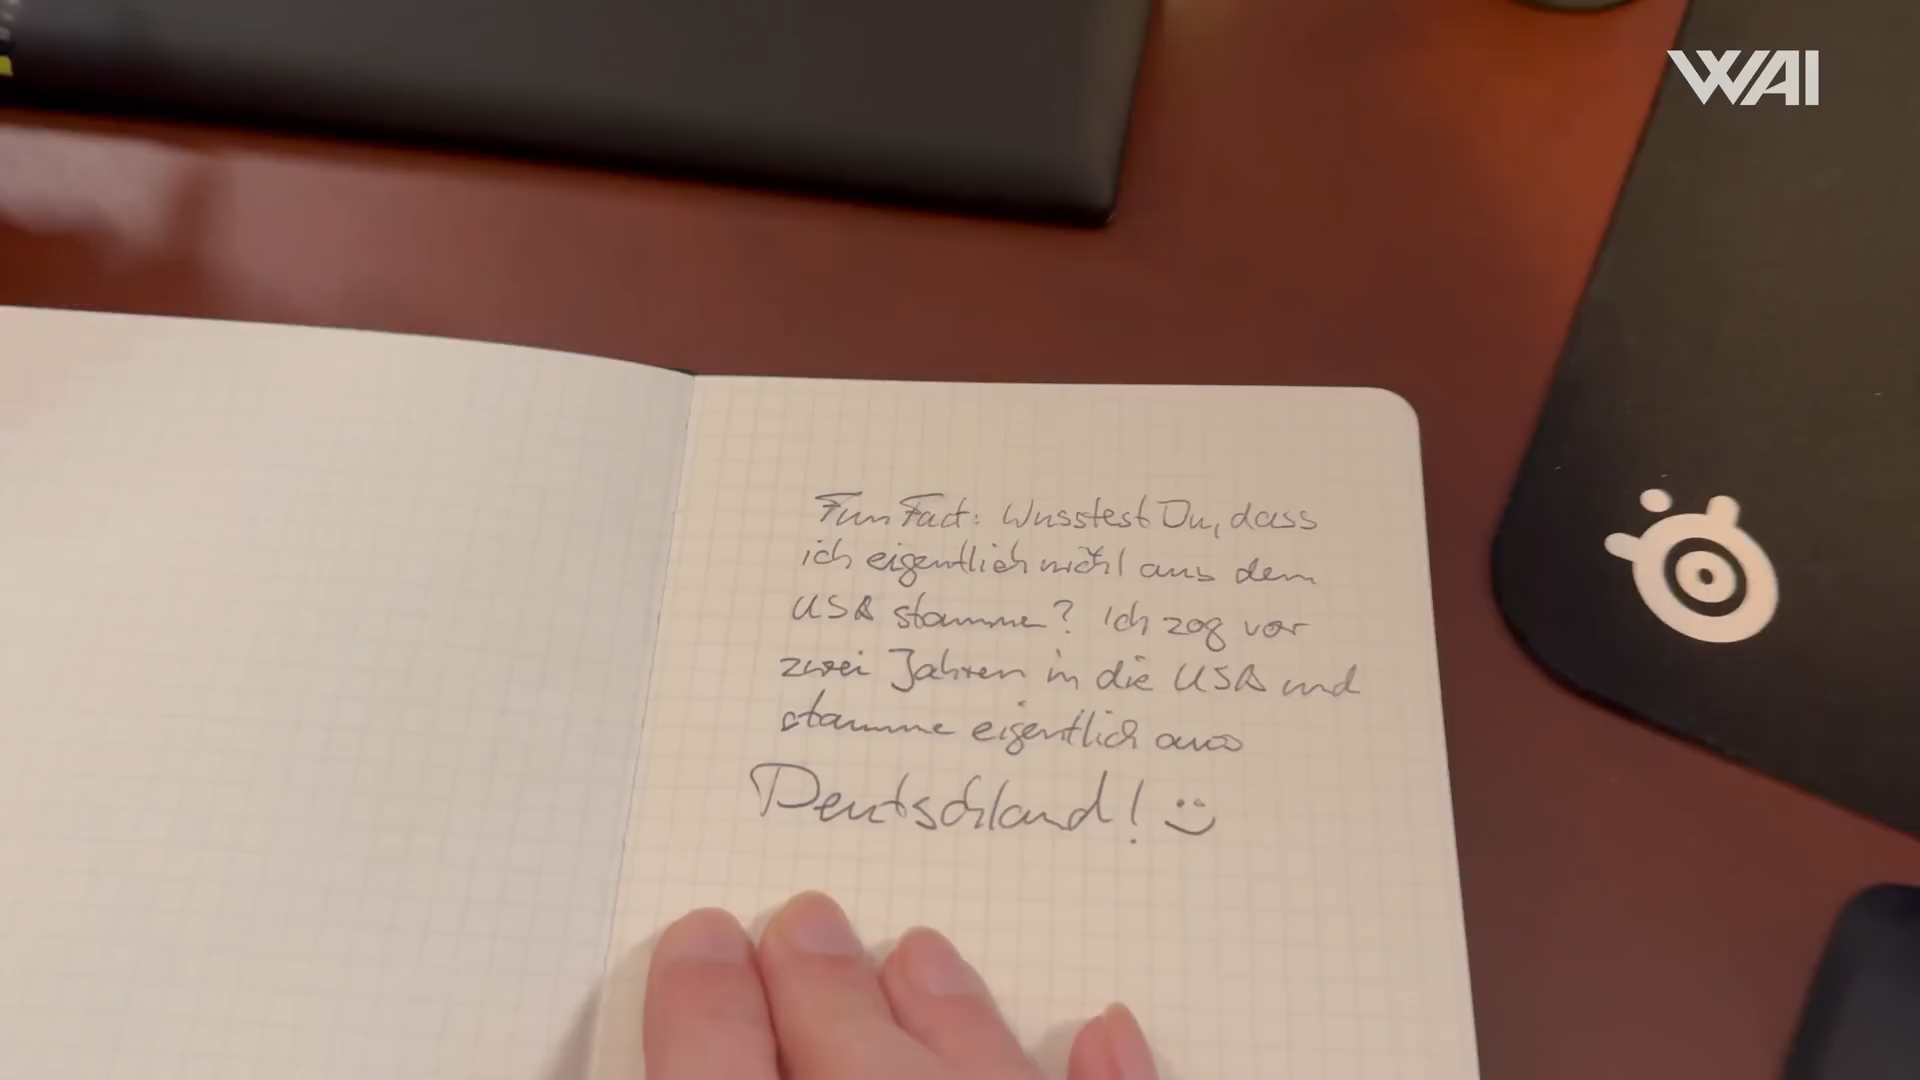 WAI
Fun Fact: Wusstest Du, dass
ich eigentlich nicht aus dem
USA stamme? Ich zog vor
zwei Jahren in die USA und
stamme eigentlich aus
Deutschland! :)